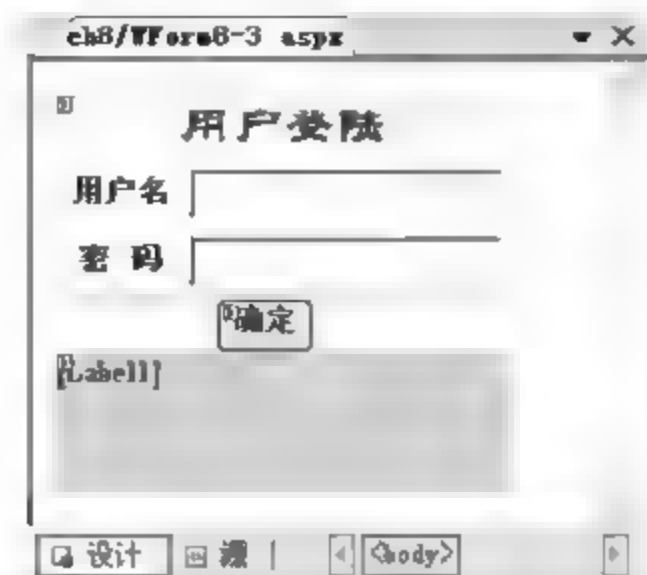 ch8/WForm8-3 aspx
用户登陆
用户名
密 码
确定
[Label1]
设计 源 <body>